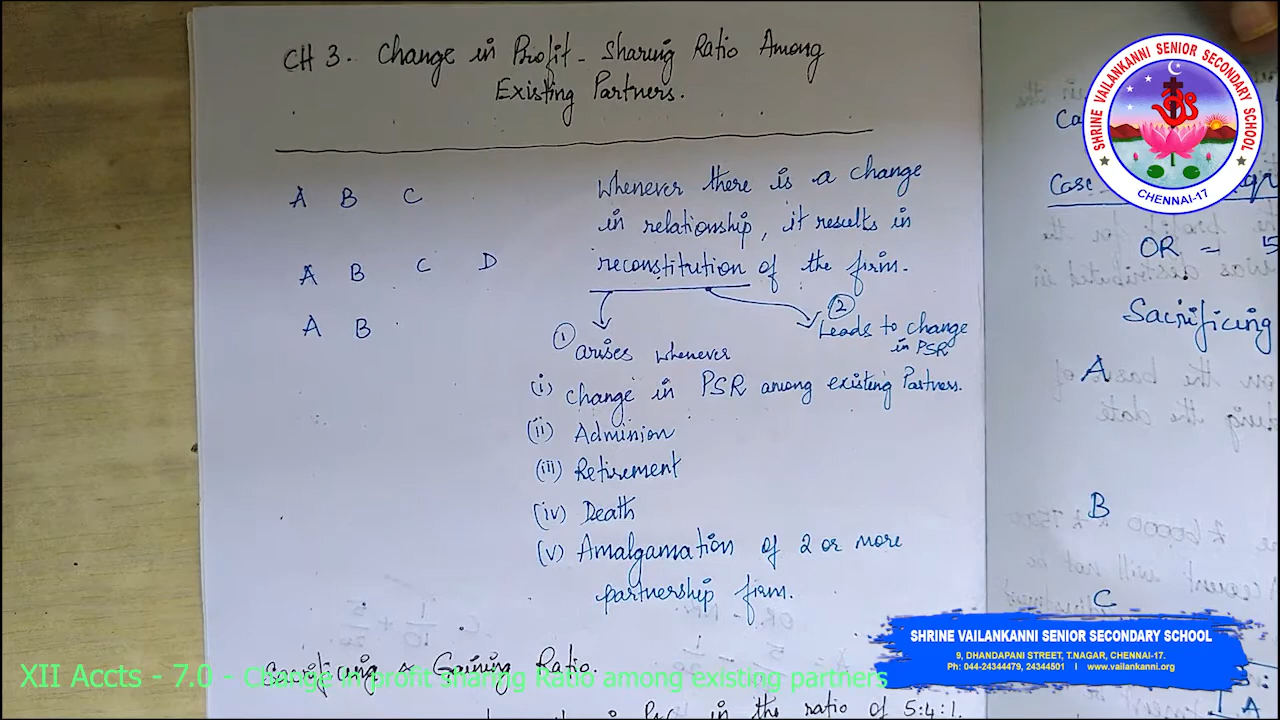 CH 3. Change in Profit - Sharing Ratio Among
Existing Partners.
A B C
A B C D
A B
Whenever there is a change
in relationship, it results in
reconstitution of the firm.
① arises whenever
② Leads to change
in PSR
(i) change in PSR among existing Partners.
(ii) Adminion
(iii) Retirement
(iv) Death
(v) Amalgamation of 2 or more
partnership firm.
Sacrificing & Gaining Ratio.
in the ratio of 5:4:1.
OR = 5
Sacrificing
A
B
C
A
SHRINE VAILANKANNI SENIOR SECONDARY SCHOOL
CHENNAI-17
SHRINE VAILANKANNI SENIOR SECONDARY SCHOOL
9, DHANDAPANI STREET, T.NAGAR, CHENNAI-17.
Ph: 044-24344479, 24344501 I www.vailankanni.org
XII Accts - 7.0 - Change in profit sharing Ratio among existing partners